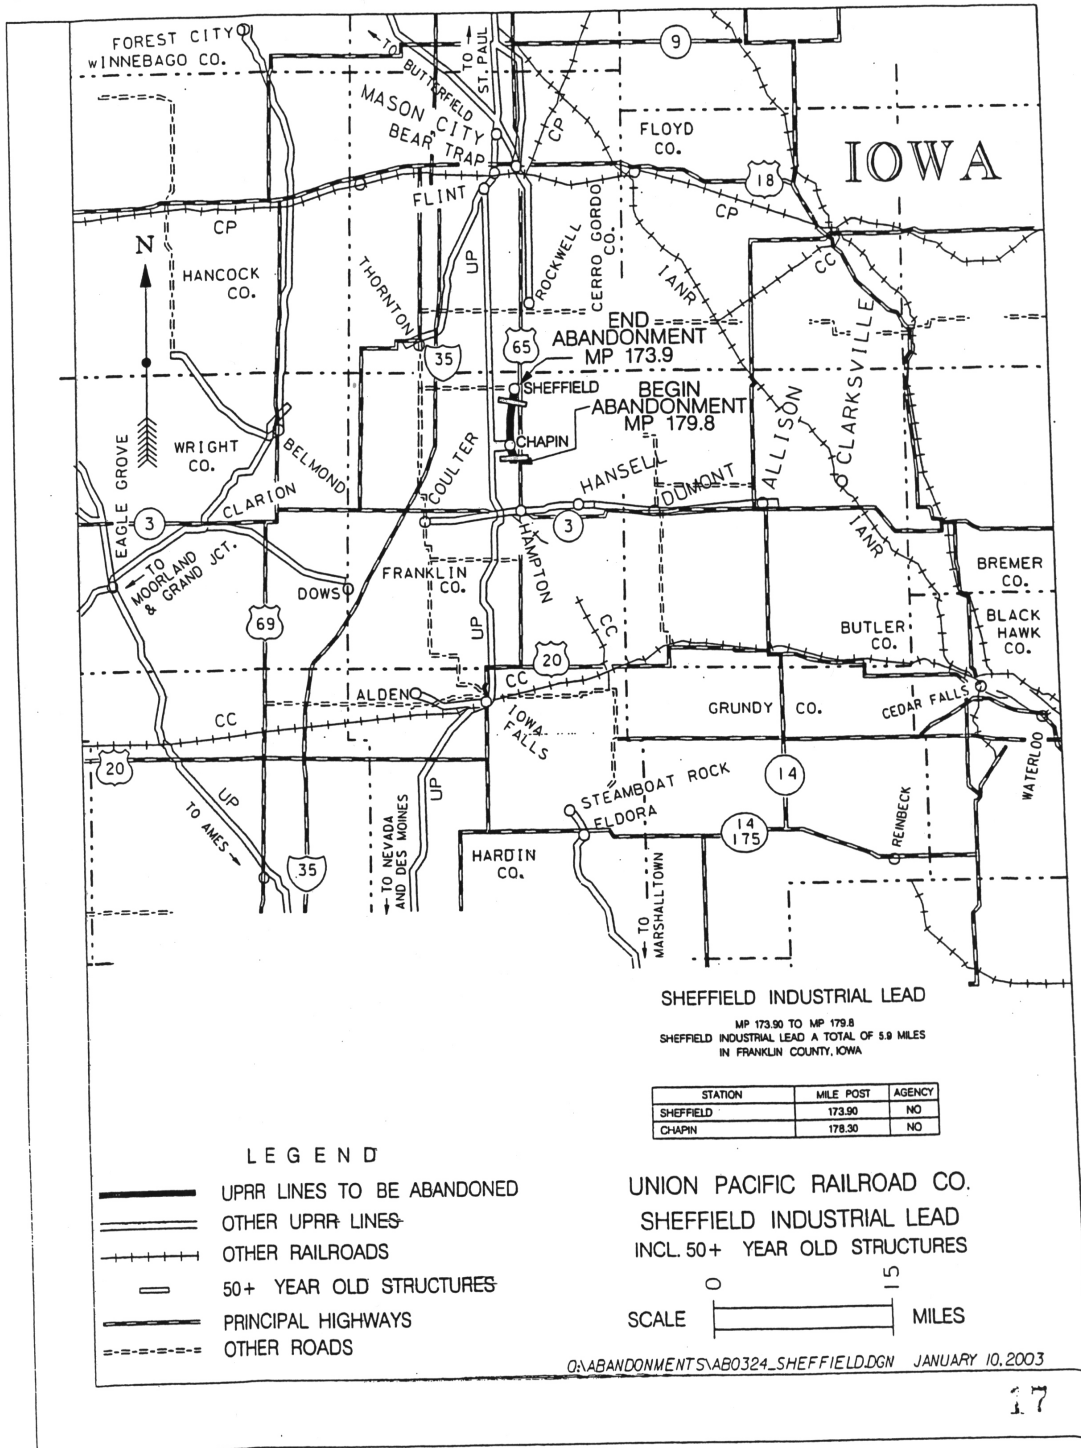 FOREST CITY
WINNEBAGO CO.
TO
BUTTERFIELD
TO
ST. PAUL
9
MASON CITY
BEAR TRAP
CP
FLOYD
CO.
IOWA
18
FLINT
CP
CP
N
HANCOCK
CO.
THORNTON
UP
ROCKWELL
CERRO GORDO
CO.
IANR
CC
35
65
END
ABANDONMENT
MP 173.9
SHEFFIELD
BEGIN
ABANDONMENT
MP 179.8
CHAPIN
ALLISON
CLARKSVILLE
WRIGHT
CO.
BELMOND
COULTER
HANSELL
DUMONT
EAGLE GROVE
CLARION
3
3
HAMPTON
IANR
TO
MOORLAND
& GRAND JCT.
DOWS
FRANKLIN
CO.
BREMER
CO.
69
UP
CC
BUTLER
CO.
BLACK
HAWK
CO.
20
ALDEN
CC
CC
IOWA
FALLS
GRUNDY CO.
CEDAR FALLS
WATERLOO
20
UP
UP
TO AMES
STEAMBOAT ROCK
ELDORA
14
14
175
REINBECK
35
TO NEVADA
AND DES MOINES
HARDIN
CO.
TO
MARSHALLTOWN
SHEFFIELD INDUSTRIAL LEAD
MP 173.90 TO MP 179.8
SHEFFIELD INDUSTRIAL LEAD A TOTAL OF 5.9 MILES
IN FRANKLIN COUNTY, IOWA
STATION MILE POST AGENCY
SHEFFIELD 173.90 NO
CHAPIN 178.30 NO
LEGEND
UPRR LINES TO BE ABANDONED
OTHER UPRR LINES
OTHER RAILROADS
50+ YEAR OLD STRUCTURES
PRINCIPAL HIGHWAYS
OTHER ROADS
UNION PACIFIC RAILROAD CO.
SHEFFIELD INDUSTRIAL LEAD
INCL. 50+ YEAR OLD STRUCTURES
0 15
SCALE MILES
O:\ABANDONMENTS\AB0324_SHEFFIELD.DGN JANUARY 10, 2003
17